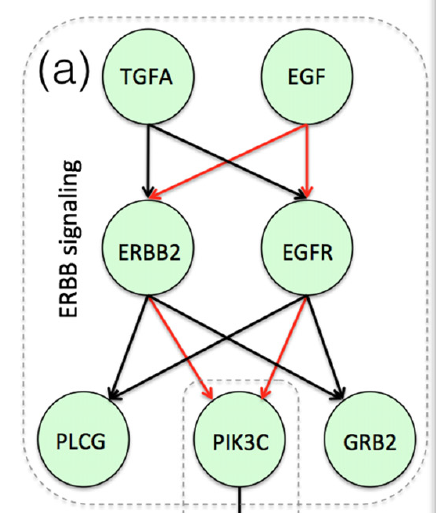 (a)
TGFA
EGF
ERBB signaling
ERBB2
EGFR
PLCG
PIK3C
GRB2